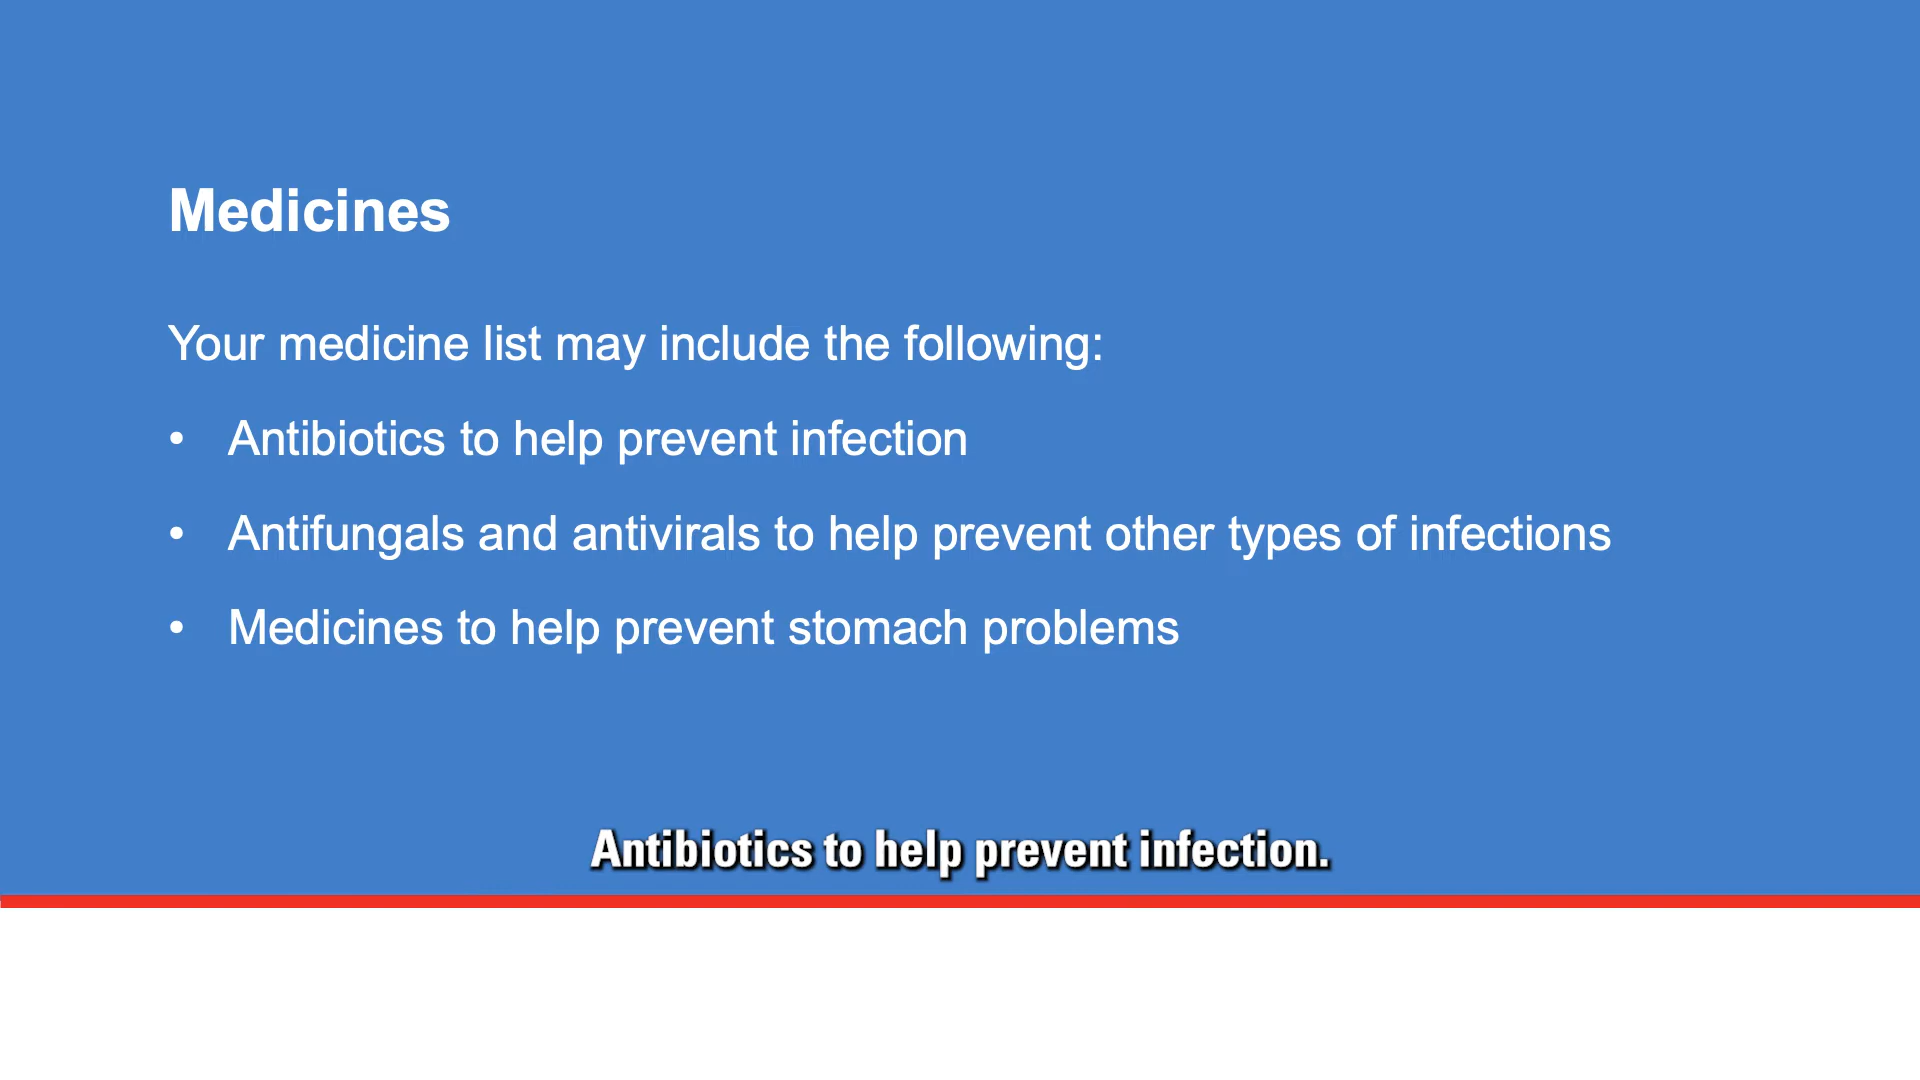 Medicines
Your medicine list may include the following:
• Antibiotics to help prevent infection
• Antifungals and antivirals to help prevent other types of infections
• Medicines to help prevent stomach problems
Antibiotics to help prevent infection.